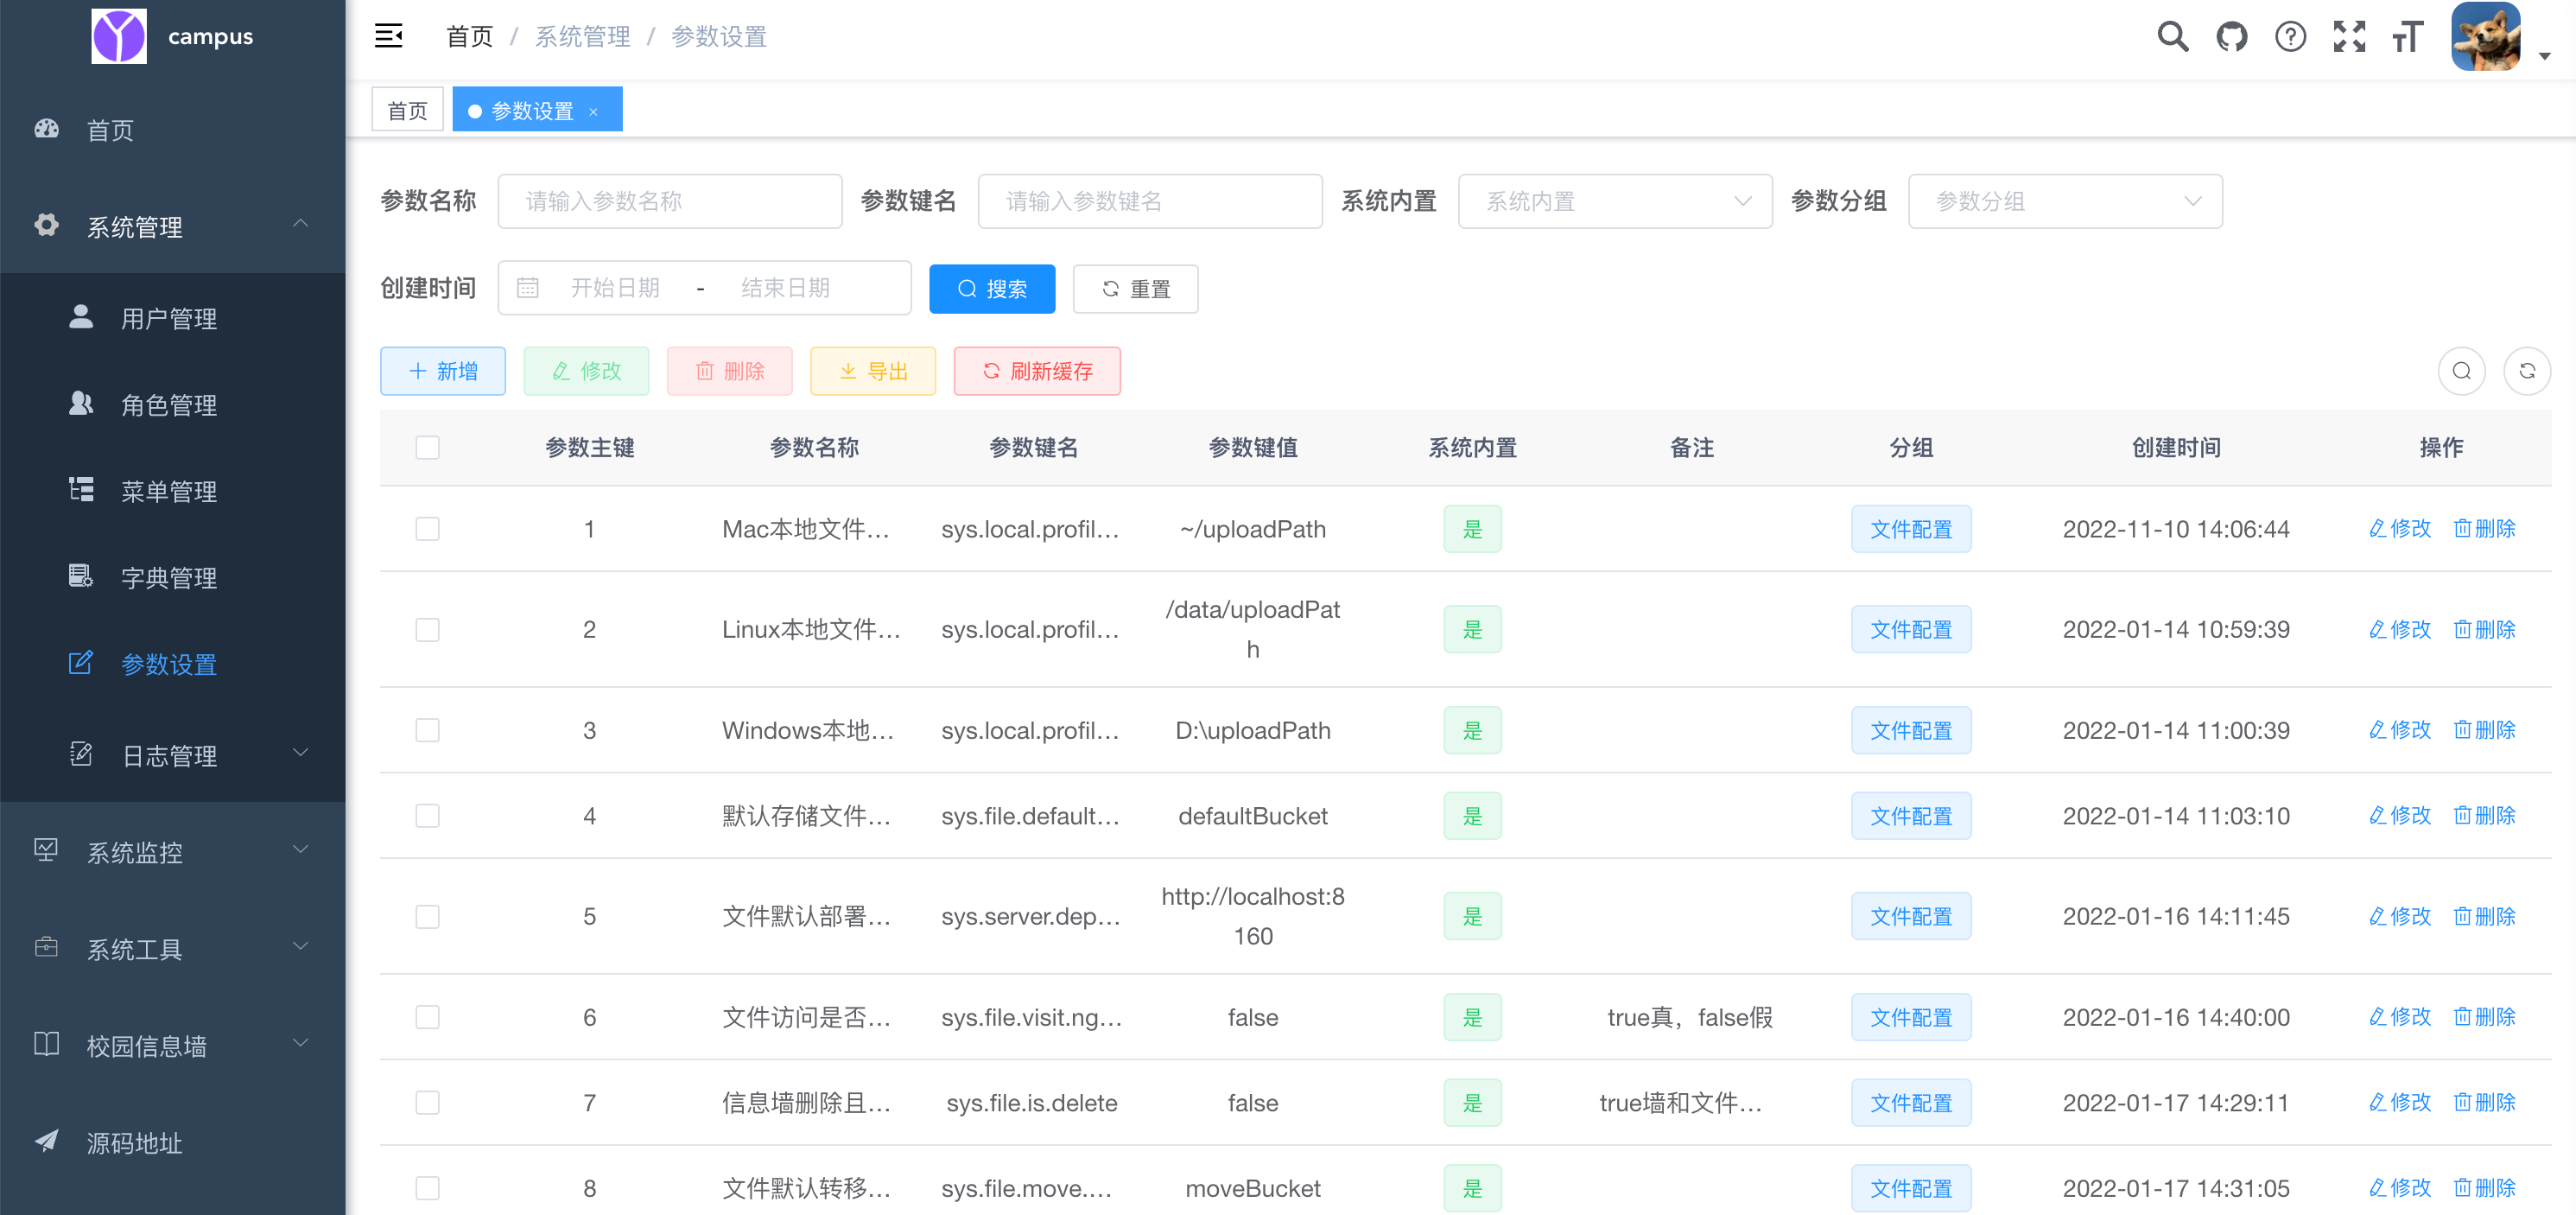 campus
首页 / 系统管理 / 参数设置
首页
参数设置 ×
首页
系统管理
用户管理
角色管理
菜单管理
字典管理
参数设置
日志管理
系统监控
系统工具
校园信息墙
源码地址
参数名称 请输入参数名称 参数键名 请输入参数键名 系统内置 系统内置 参数分组 参数分组
创建时间 开始日期 - 结束日期 搜索 重置
新增 修改 删除 导出 刷新缓存
参数主键 参数名称 参数键名 参数键值 系统内置 备注 分组 创建时间 操作
1 Mac本地文件... sys.local.profil... ~/uploadPath 是 文件配置 2022-11-10 14:06:44 修改 删除
2 Linux本地文件... sys.local.profil... /data/uploadPat
h 是 文件配置 2022-01-14 10:59:39 修改 删除
3 Windows本地... sys.local.profil... D:\uploadPath 是 文件配置 2022-01-14 11:00:39 修改 删除
4 默认存储文件... sys.file.default... defaultBucket 是 文件配置 2022-01-14 11:03:10 修改 删除
5 文件默认部署... sys.server.dep... http://localhost:8
160 是 文件配置 2022-01-16 14:11:45 修改 删除
6 文件访问是否... sys.file.visit.ng... false 是 true真，false假 文件配置 2022-01-16 14:40:00 修改 删除
7 信息墙删除且... sys.file.is.delete false 是 true墙和文件... 文件配置 2022-01-17 14:29:11 修改 删除
8 文件默认转移... sys.file.move.... moveBucket 是 文件配置 2022-01-17 14:31:05 修改 删除